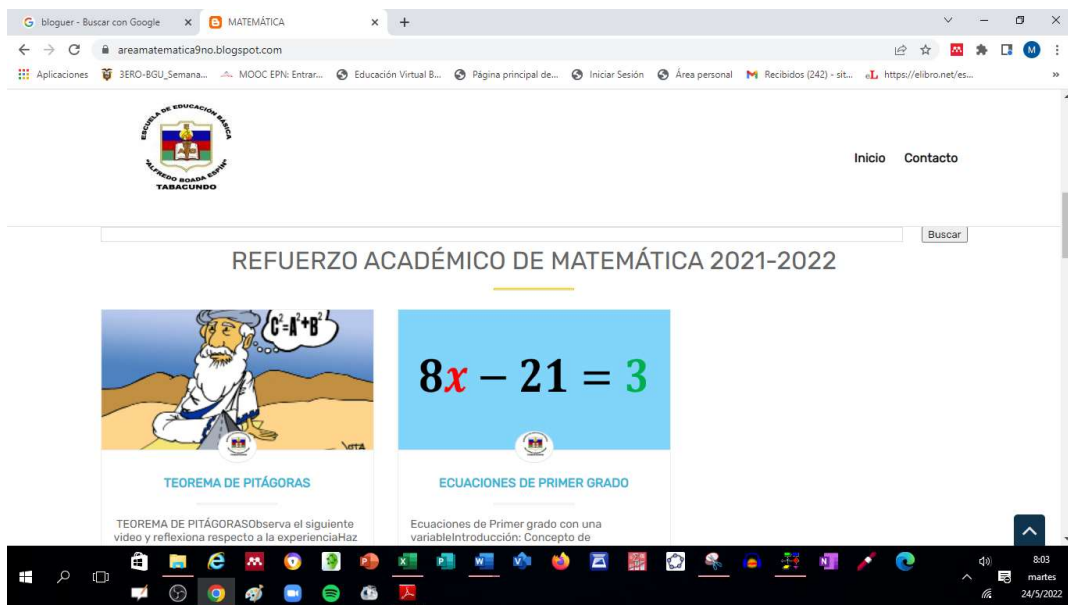 bloguer - Buscar con Google
MATEMÁTICA
areamatematica9no.blogspot.com
M
Aplicaciones 3ERO-BGU_Semana... MOOC EPN: Entrar... Educación Virtual B... Página principal de... Iniciar Sesión Área personal Recibidos (242) - sit... https://elibro.net/es...
ESCUELA DE EDUCACIÓN BÁSICA
"ALFREDO BOADA ESPÍN"
TABACUNDO
Inicio Contacto
Buscar
REFUERZO ACADÉMICO DE MATEMÁTICA 2021-2022
C²=A²+B²
8x − 21 = 3
TEOREMA DE PITÁGORAS
ECUACIONES DE PRIMER GRADO
TEOREMA DE PITÁGORASObserva el siguiente
video y reflexiona respecto a la experienciaHaz
Ecuaciones de Primer grado con una
variableIntroducción: Concepto de
8:03
martes
24/5/2022